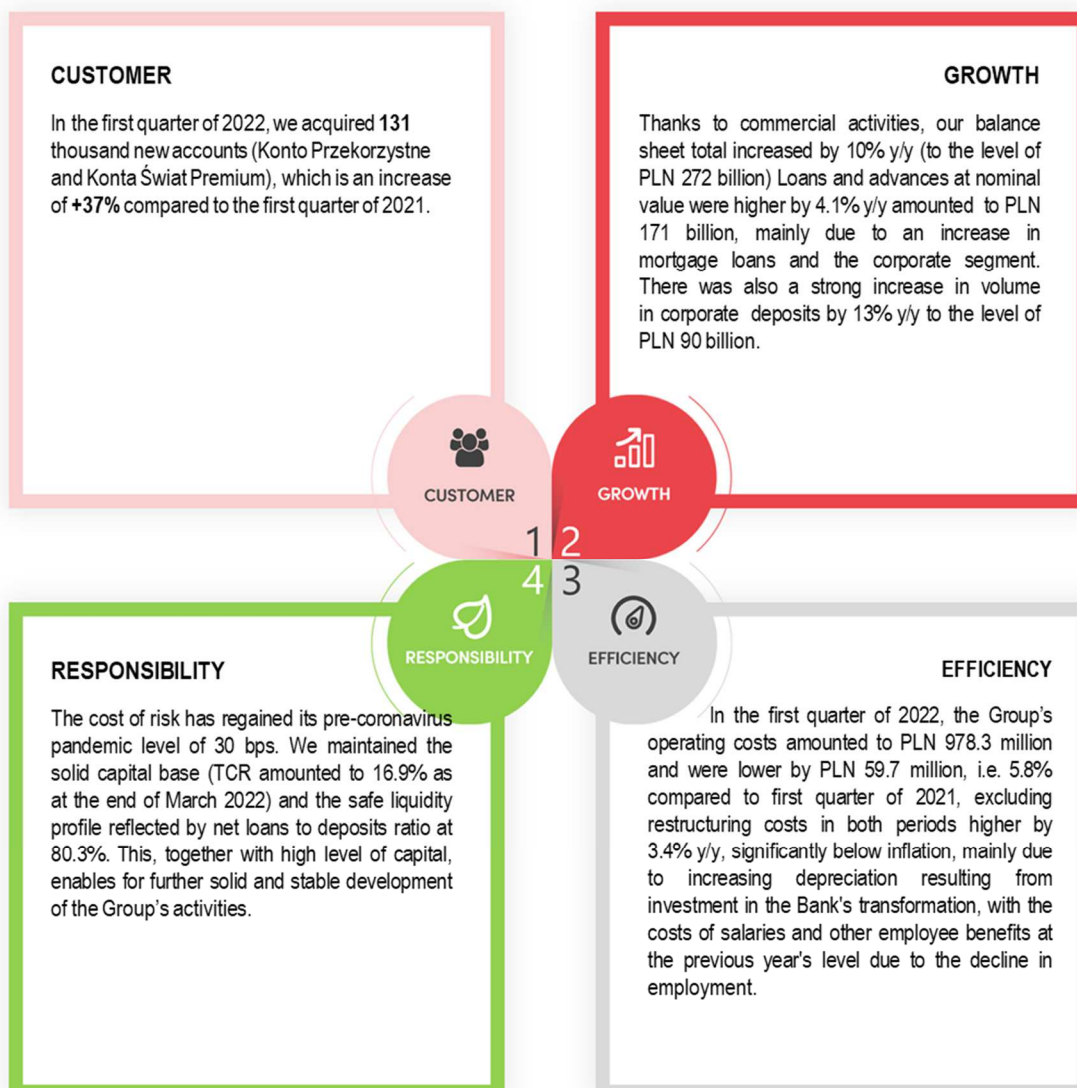 CUSTOMER
In the first quarter of 2022, we acquired 131
thousand new accounts (Konto Przekorzystne
and Konta Świat Premium), which is an increase
of +37% compared to the first quarter of 2021.
GROWTH
Thanks to commercial activities, our balance
sheet total increased by 10% y/y (to the level of
PLN 272 billion) Loans and advances at nominal
value were higher by 4.1% y/y amounted to PLN
171 billion, mainly due to an increase in
mortgage loans and the corporate segment.
There was also a strong increase in volume
in corporate deposits by 13% y/y to the level of
PLN 90 billion.
CUSTOMER
GROWTH
1 2
4 3
RESPONSIBILITY
EFFICIENCY
RESPONSIBILITY
The cost of risk has regained its pre-coronavirus
pandemic level of 30 bps. We maintained the
solid capital base (TCR amounted to 16.9% as
at the end of March 2022) and the safe liquidity
profile reflected by net loans to deposits ratio at
80.3%. This, together with high level of capital,
enables for further solid and stable development
of the Group's activities.
EFFICIENCY
In the first quarter of 2022, the Group's
operating costs amounted to PLN 978.3 million
and were lower by PLN 59.7 million, i.e. 5.8%
compared to first quarter of 2021, excluding
restructuring costs in both periods higher by
3.4% y/y, significantly below inflation, mainly due
to increasing depreciation resulting from
investment in the Bank's transformation, with the
costs of salaries and other employee benefits at
the previous year's level due to the decline in
employment.